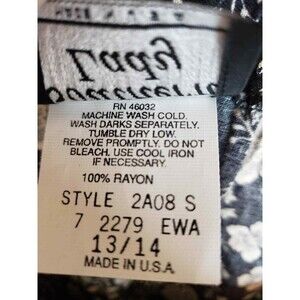 Lady
RN 46032
MACHINE WASH COLD.
WASH DARKS SEPARATELY.
TUMBLE DRY LOW.
REMOVE PROMPTLY. DO NOT
BLEACH. USE COOL IRON
IF NECESSARY.
100% RAYON
STYLE 2A08 S
7 2279 EWA
13/14
MADE IN U.S.A.